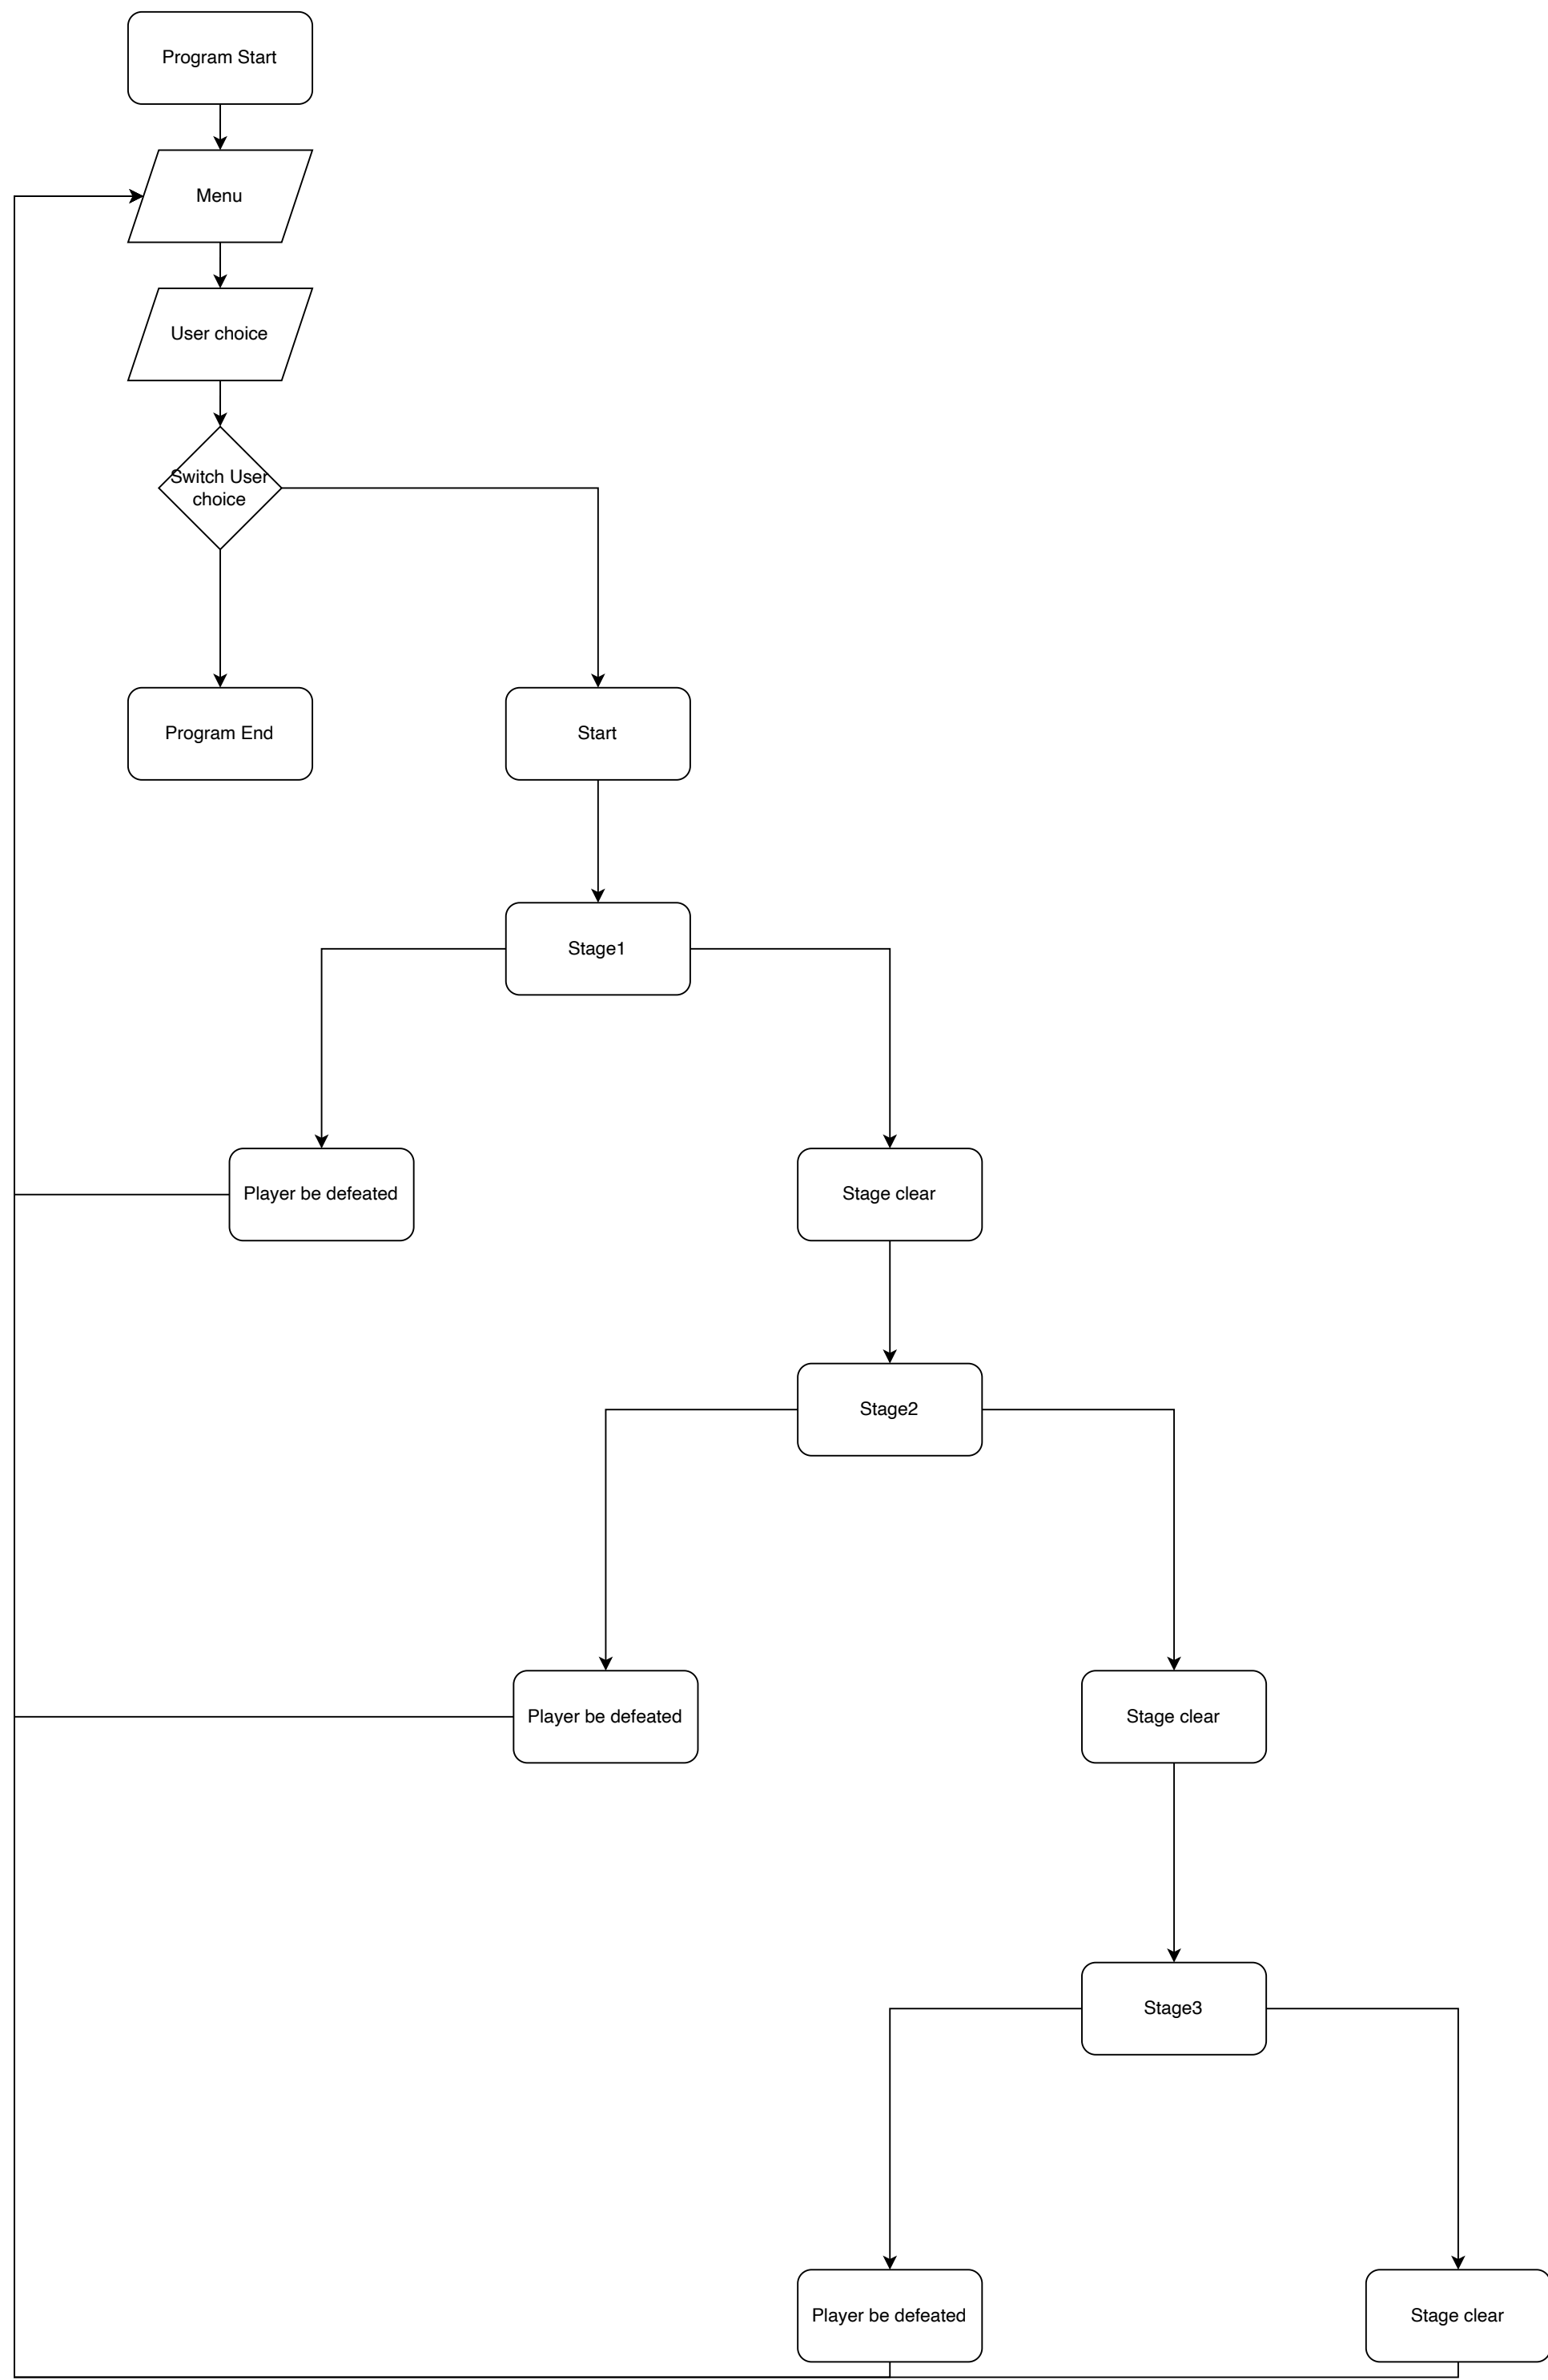 Program Start
Menu
User choice
Switch User
choice
Program End
Start
Stage1
Player be defeated
Stage clear
Stage2
Player be defeated
Stage clear
Stage3
Player be defeated
Stage clear